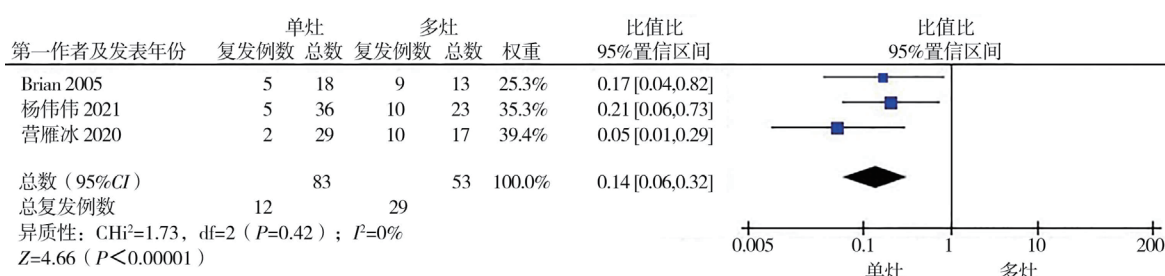 单灶 多灶 比值比 比值比
第一作者及发表年份 复发例数 总数 复发例数 总数 权重 95%置信区间 95%置信区间
Brian 2005 5 18 9 13 25.3% 0.17 [0.04,0.82]
杨伟伟 2021 5 36 10 23 35.3% 0.21 [0.06,0.73]
营雁冰 2020 2 29 10 17 39.4% 0.05 [0.01,0.29]
总数（95%CI） 83 53 100.0% 0.14 [0.06,0.32]
总复发例数 12 29
异质性：CHi²=1.73，df=2（P=0.42）；I²=0%
Z=4.66（P＜0.00001）
0.005 0.1 1 10 200
单灶 多灶